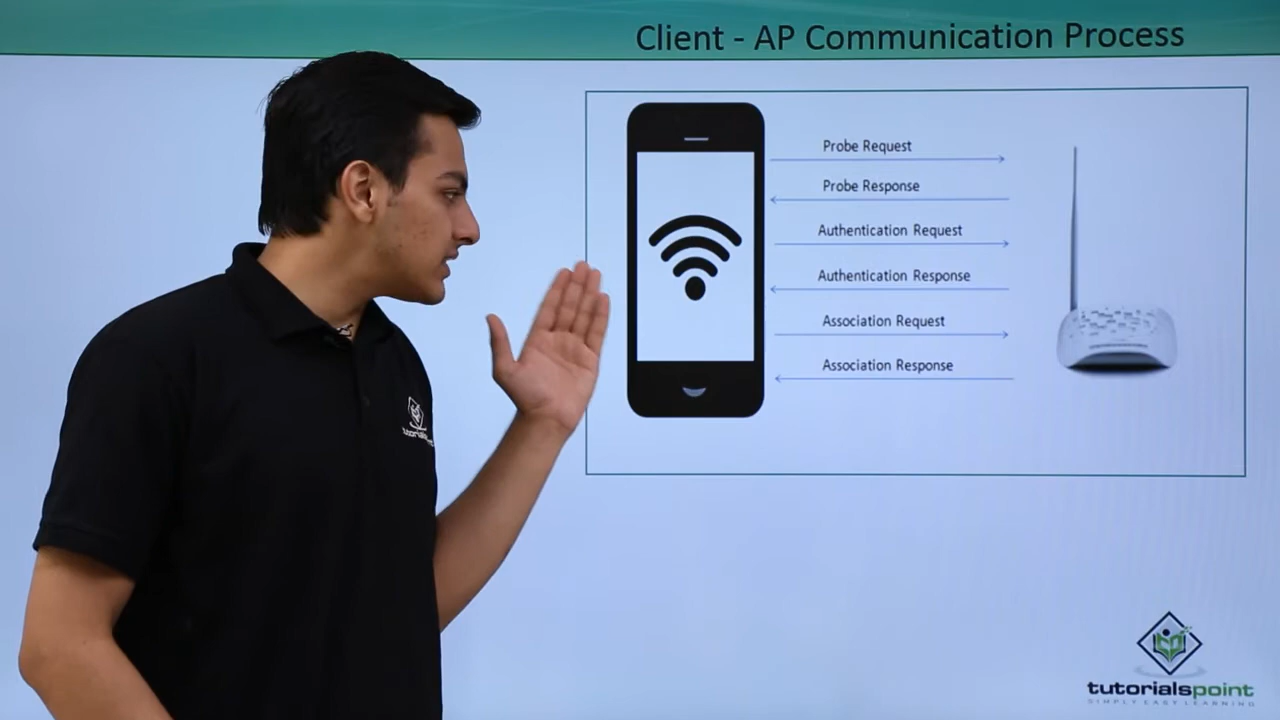 Client - AP Communication Process
Probe Request
Probe Response
Authentication Request
Authentication Response
Association Request
Association Response
tutorialspoint
SIMPLY EASY LEARNING